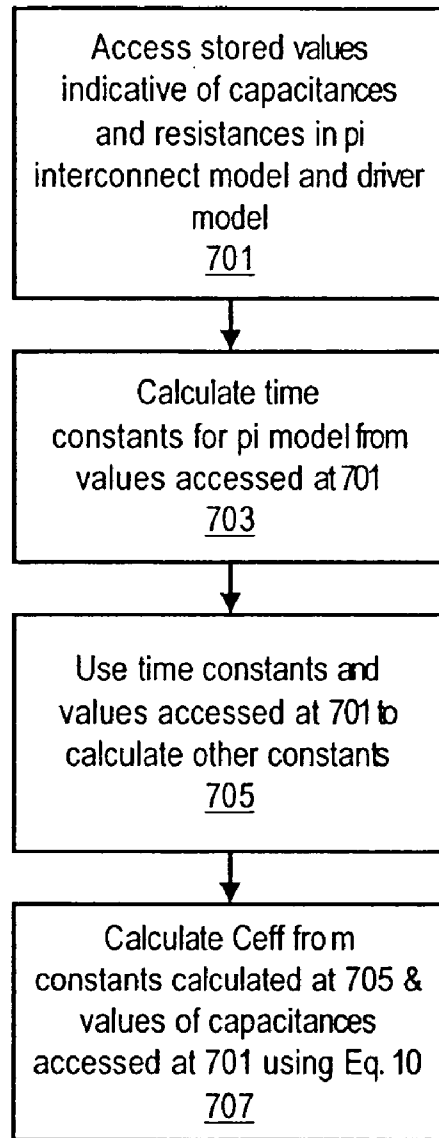 Access stored values
indicative of capacitances
and resistances in pi
interconnect model and driver
model
701
Calculate time
constants for pi model from
values accessed at 701
703
Use time constants and
values accessed at 701 to
calculate other constants
705
Calculate Ceff from
constants calculated at 705 &
values of capacitances
accessed at 701 using Eq. 10
707